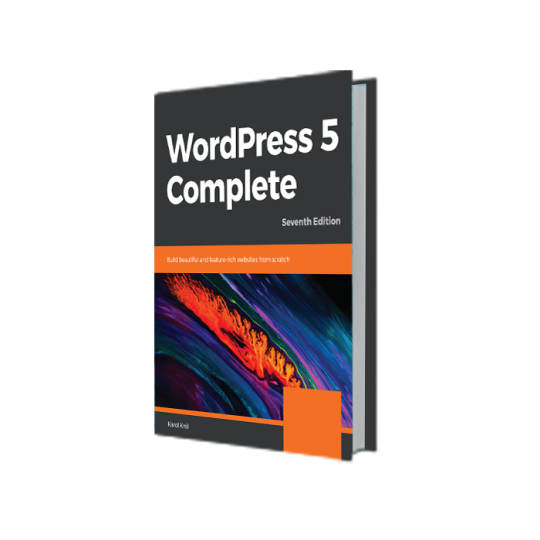 WordPress 5
Complete
Seventh Edition
Build beautiful and feature-rich websites from scratch
Karol Król